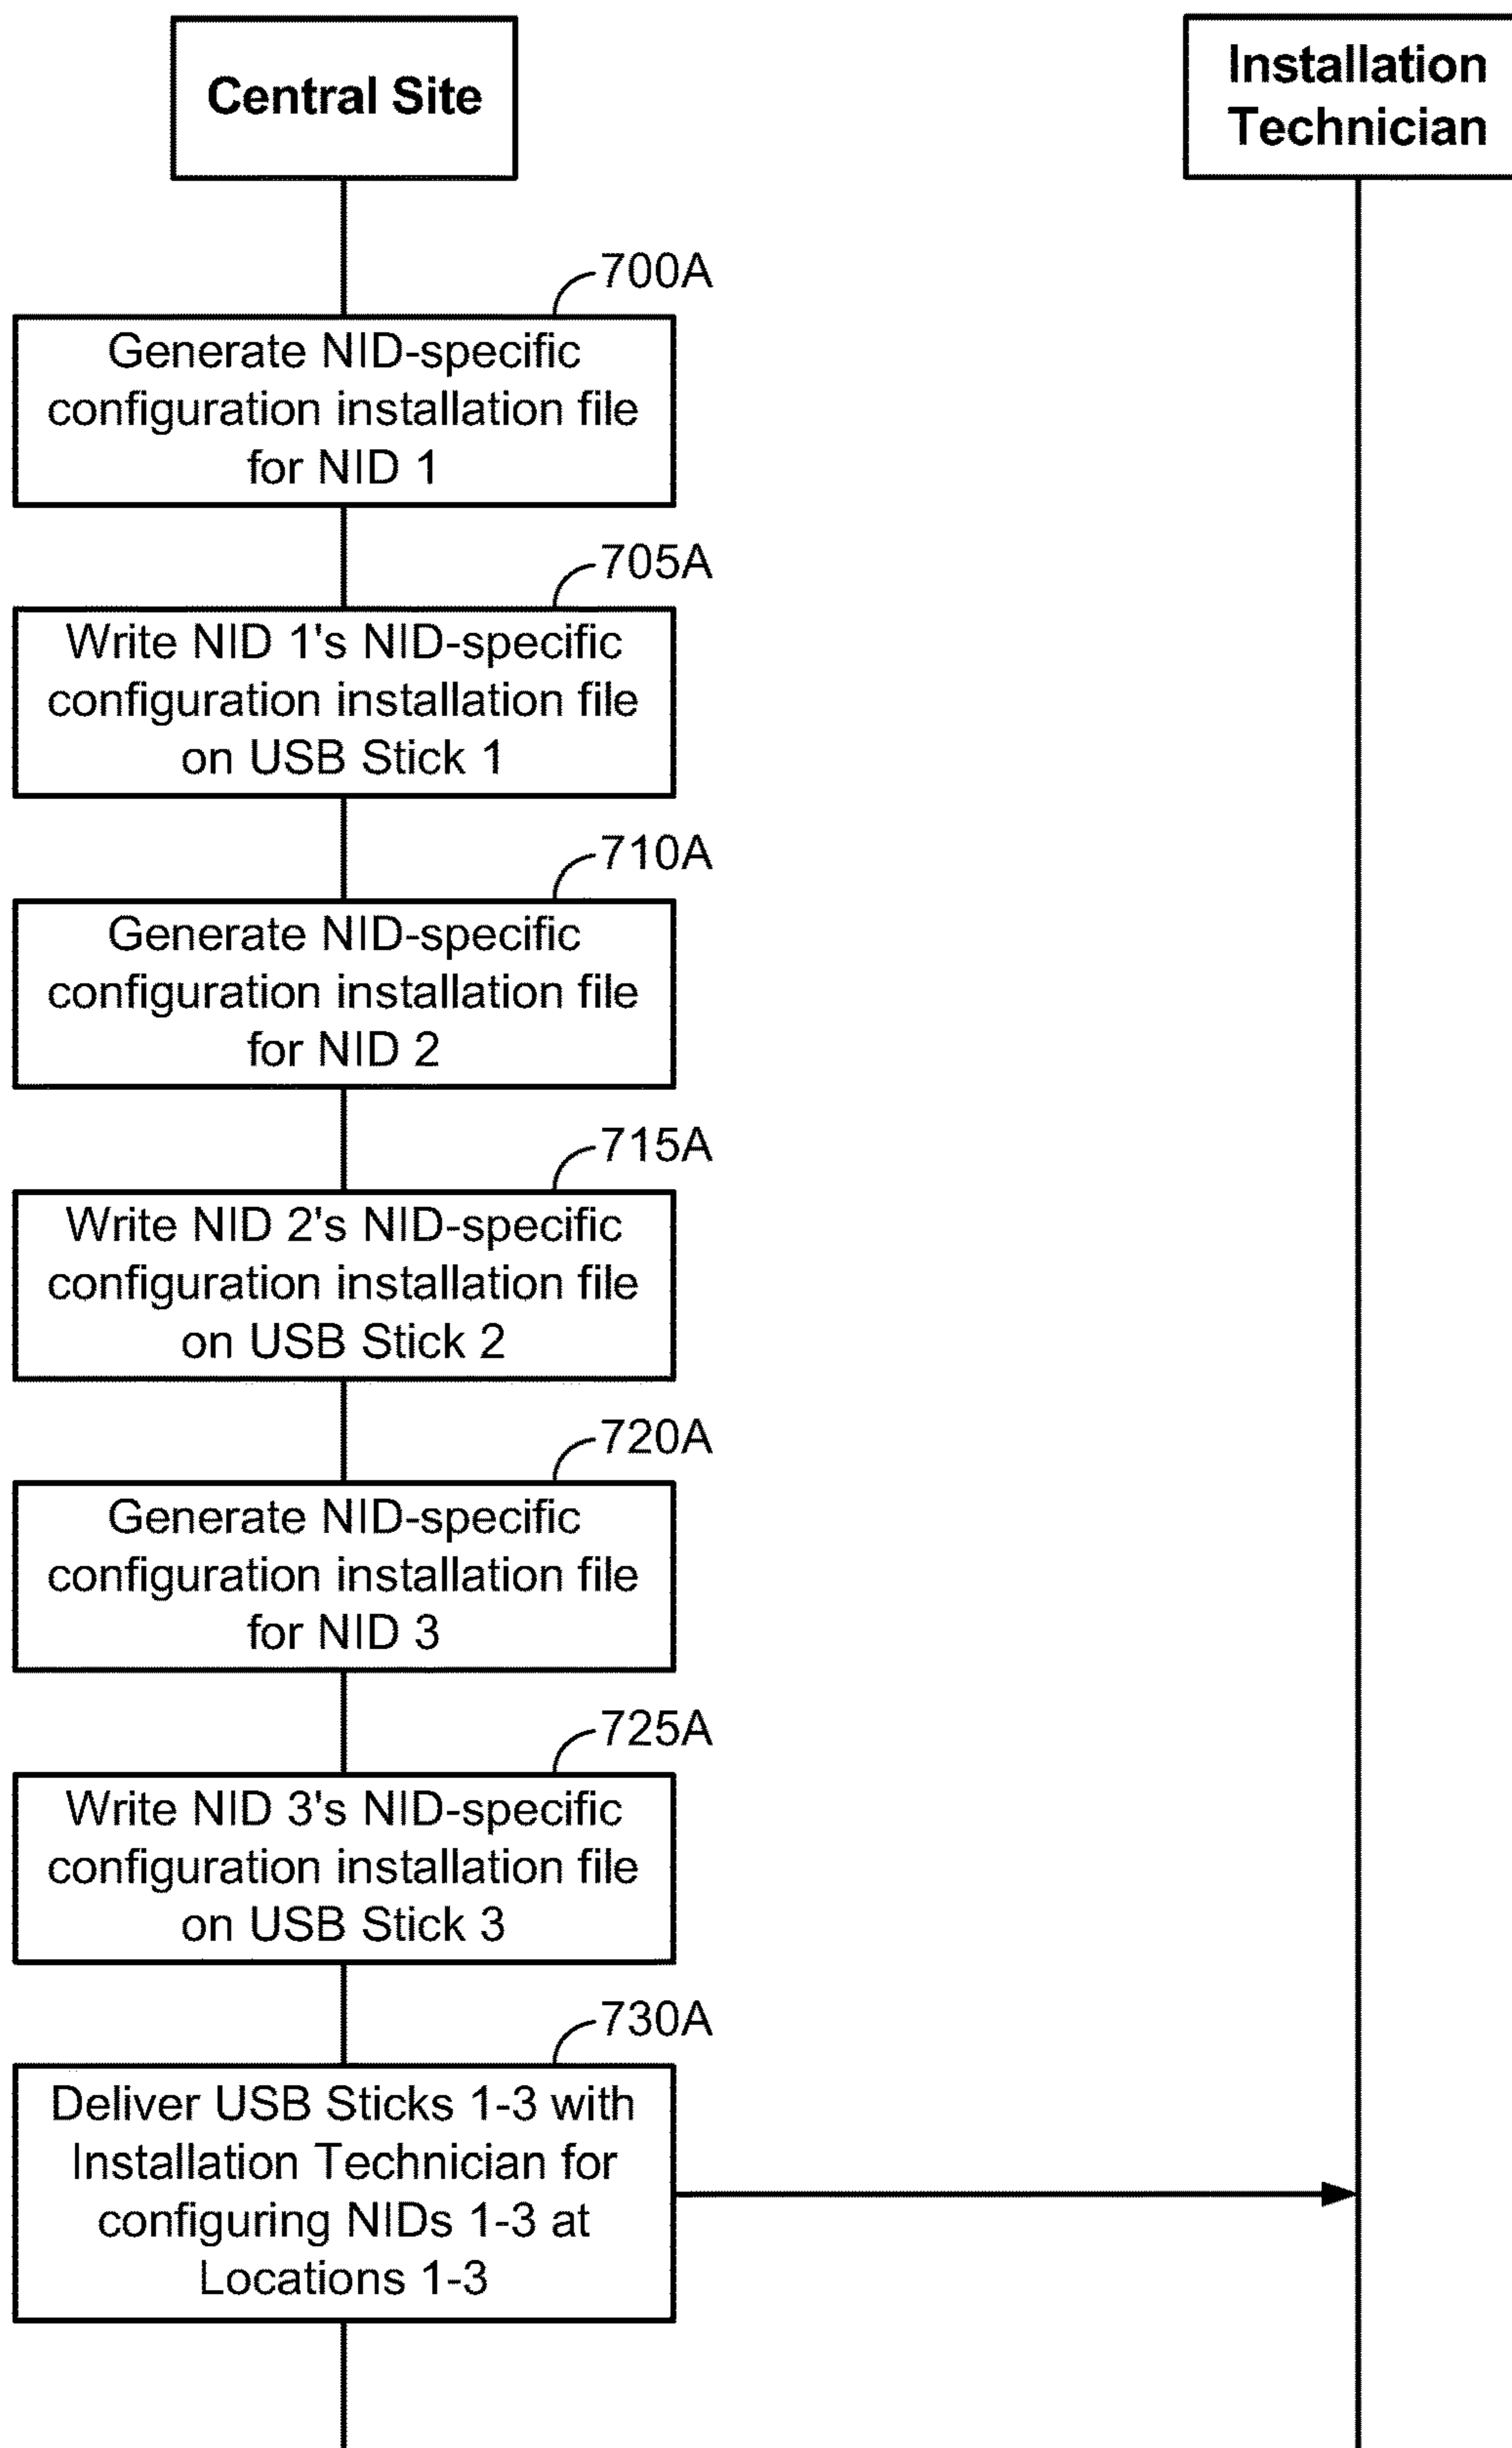 Central Site
Installation
Technician
700A
Generate NID-specific
configuration installation file
for NID 1
705A
Write NID 1's NID-specific
configuration installation file
on USB Stick 1
710A
Generate NID-specific
configuration installation file
for NID 2
715A
Write NID 2's NID-specific
configuration installation file
on USB Stick 2
720A
Generate NID-specific
configuration installation file
for NID 3
725A
Write NID 3's NID-specific
configuration installation file
on USB Stick 3
730A
Deliver USB Sticks 1-3 with
Installation Technician for
configuring NIDs 1-3 at
Locations 1-3